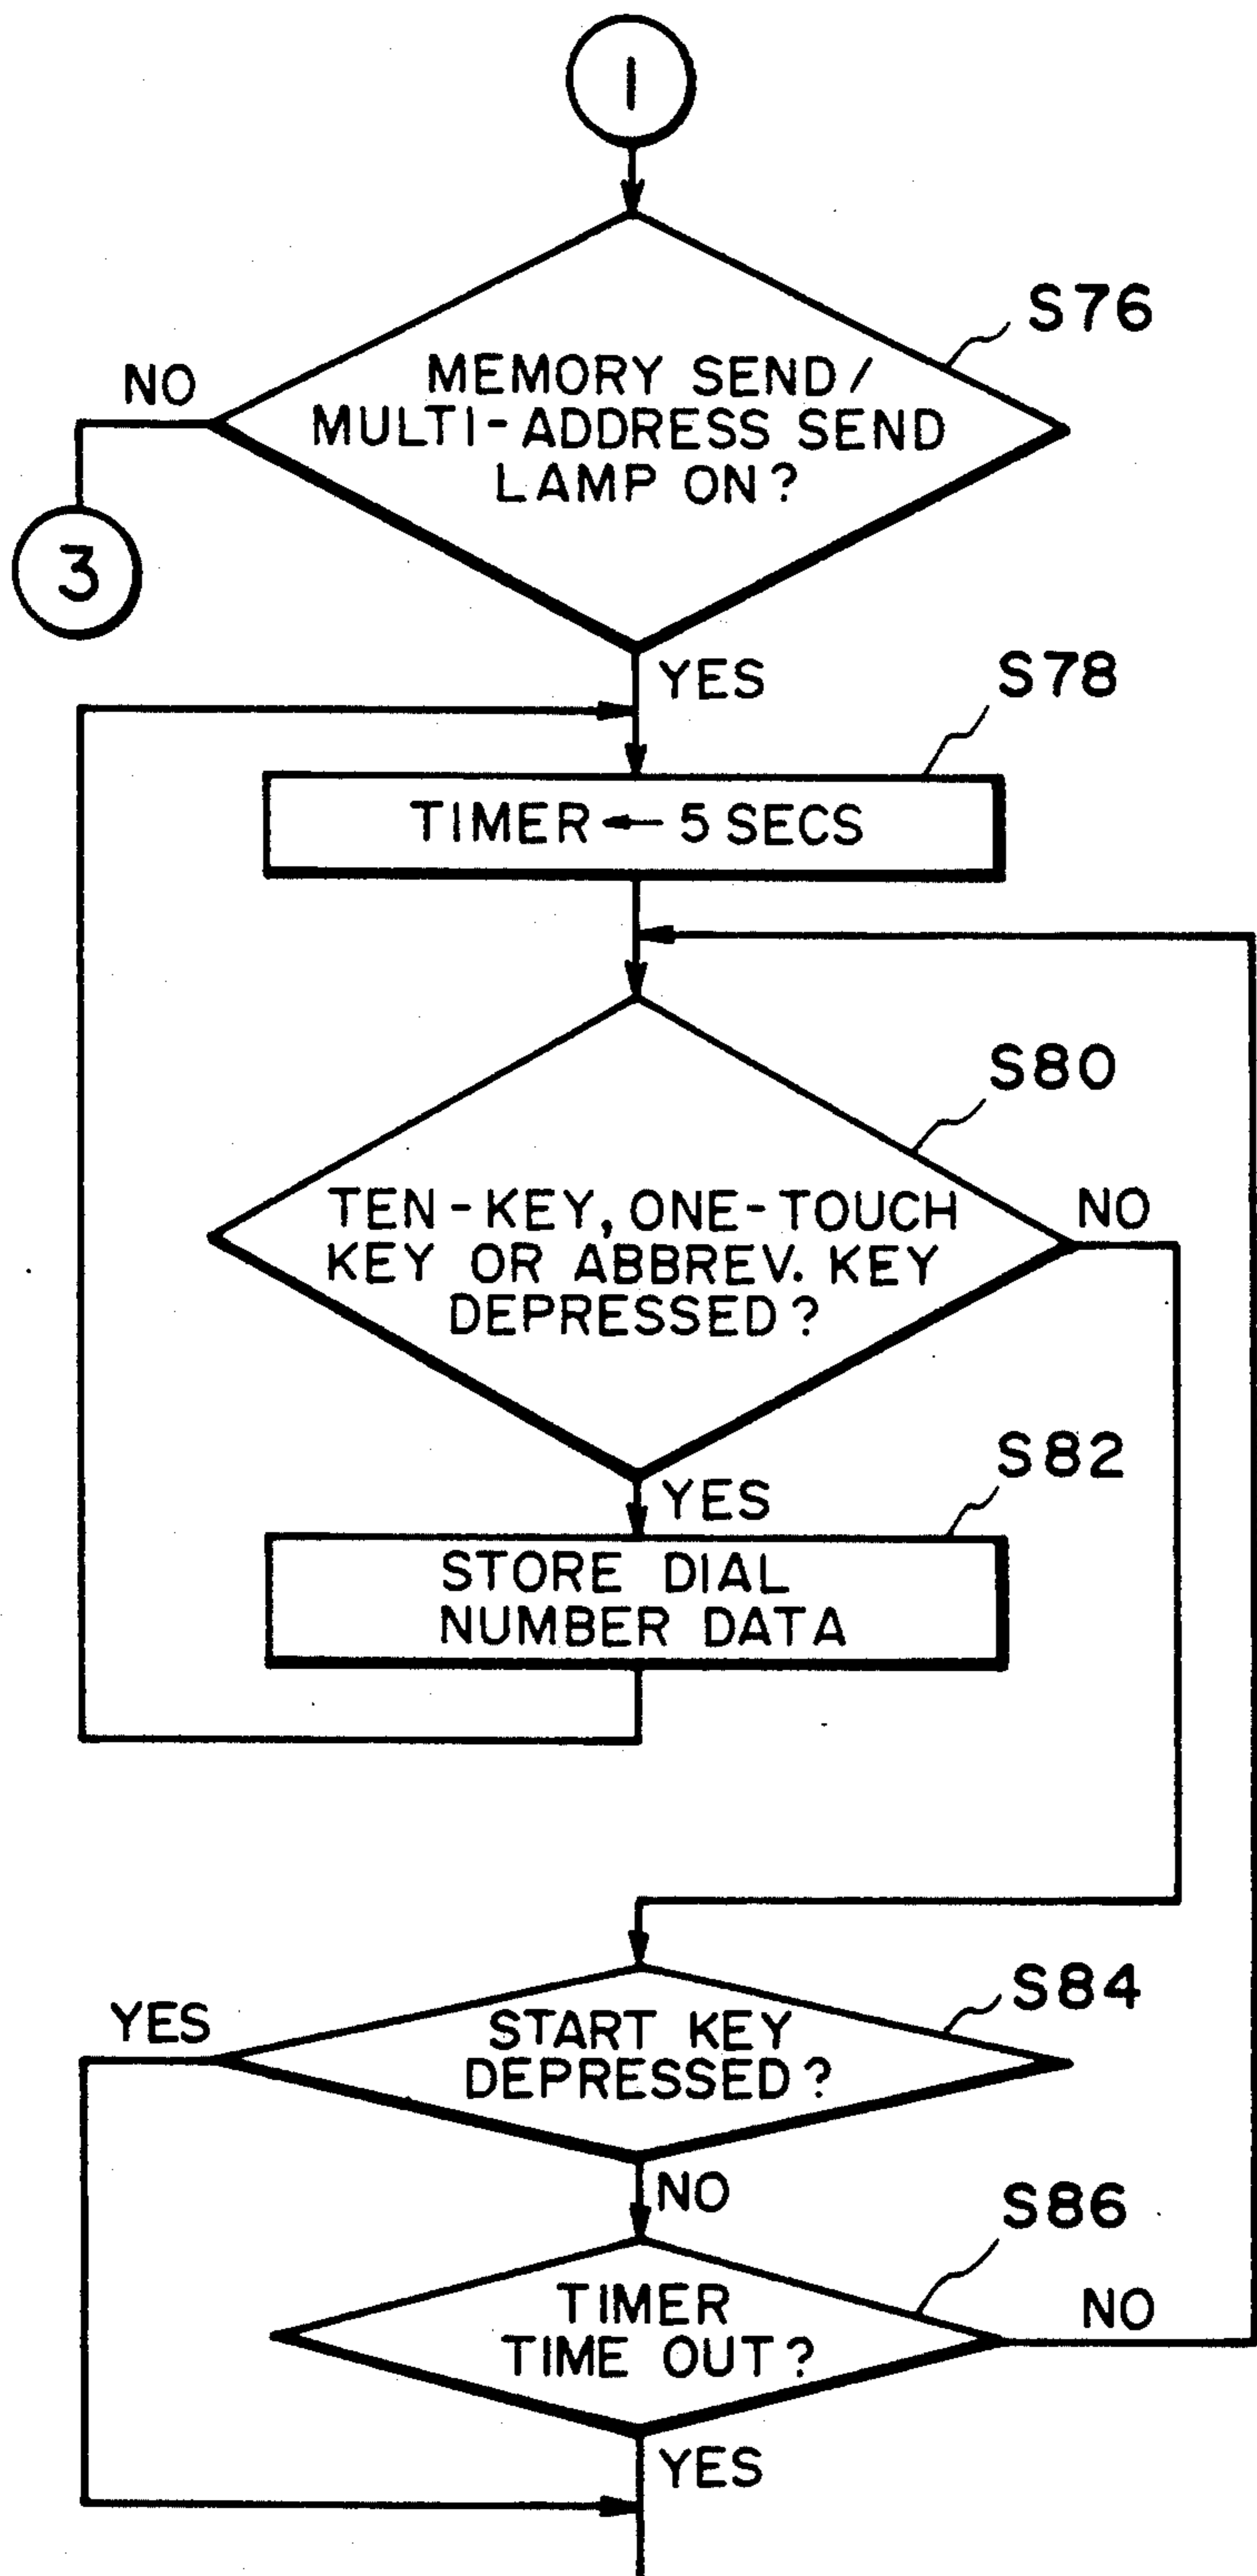 1
S76
NO
MEMORY SEND/
MULTI-ADDRESS SEND
LAMP ON?
3
YES
S78
TIMER ← 5 SECS
S80
TEN-KEY, ONE-TOUCH
KEY OR ABBREV. KEY
DEPRESSED?
NO
S82
YES
STORE DIAL
NUMBER DATA
S84
YES
START KEY
DEPRESSED?
NO
S86
TIMER
TIME OUT?
NO
YES